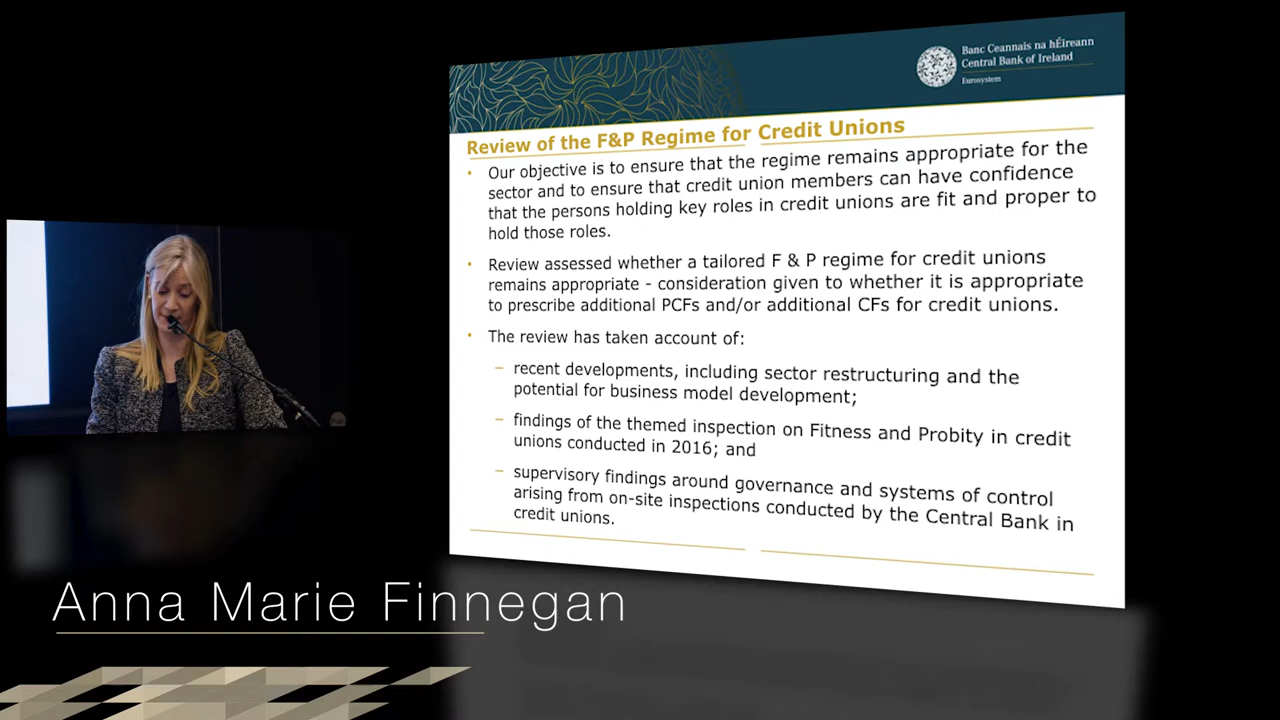 Banc Ceannais na hÉireann
Central Bank of Ireland
Eurosystem
Review of the F&P Regime for Credit Unions
• Our objective is to ensure that the regime remains appropriate for the
sector and to ensure that credit union members can have confidence
that the persons holding key roles in credit unions are fit and proper to
hold those roles.
• Review assessed whether a tailored F & P regime for credit unions
remains appropriate - consideration given to whether it is appropriate
to prescribe additional PCFs and/or additional CFs for credit unions.
• The review has taken account of:
– recent developments, including sector restructuring and the
potential for business model development;
– findings of the themed inspection on Fitness and Probity in credit
unions conducted in 2016; and
– supervisory findings around governance and systems of control
arising from on-site inspections conducted by the Central Bank in
credit unions.
Anna Marie Finnegan